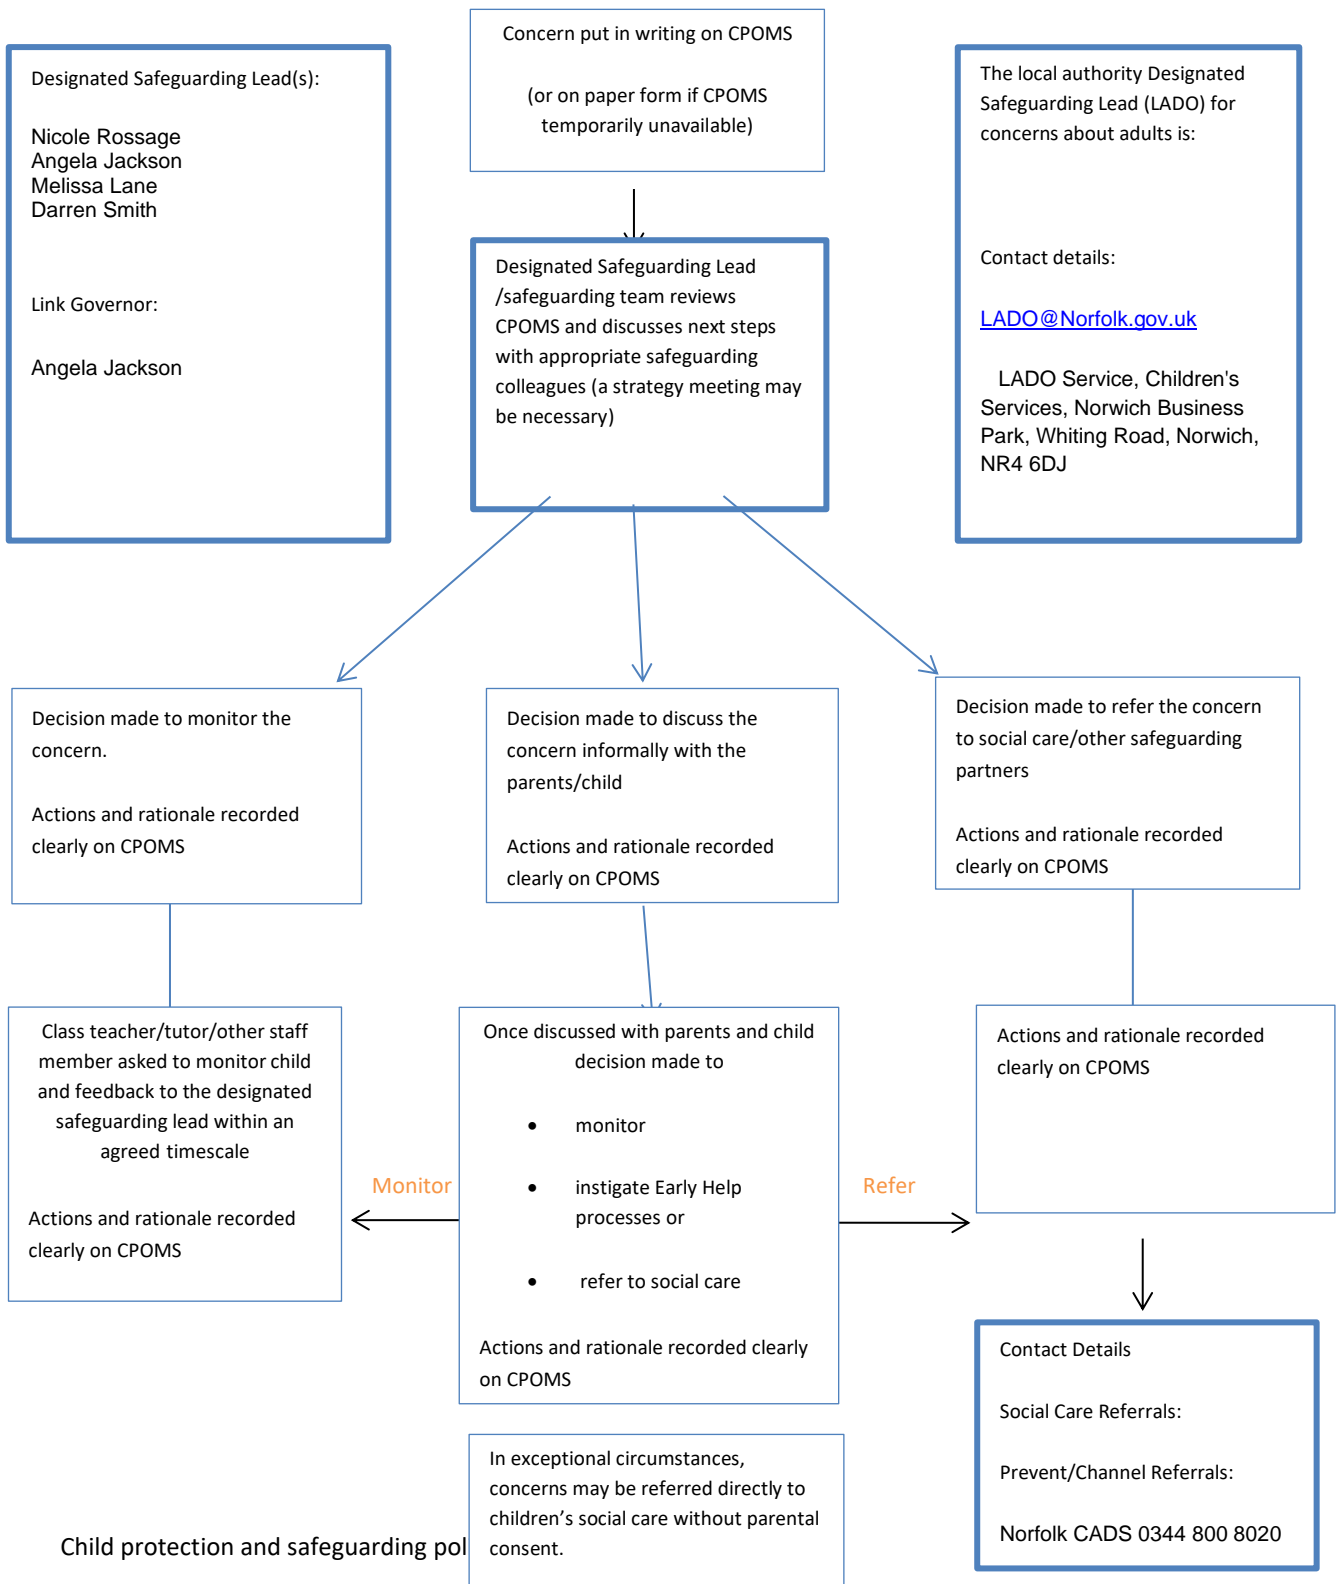 Concern put in writing on CPOMS
(or on paper form if CPOMS
temporarily unavailable)
Designated Safeguarding Lead(s):
Nicole Rossage
Angela Jackson
Melissa Lane
Darren Smith
Link Governor:
Angela Jackson
The local authority Designated
Safeguarding Lead (LADO) for
concerns about adults is:
Contact details:
LADO@Norfolk.gov.uk
LADO Service, Children's
Services, Norwich Business
Park, Whiting Road, Norwich,
NR4 6DJ
Designated Safeguarding Lead
/safeguarding team reviews
CPOMS and discusses next steps
with appropriate safeguarding
colleagues (a strategy meeting may
be necessary)
Decision made to monitor the
concern.
Actions and rationale recorded
clearly on CPOMS
Decision made to discuss the
concern informally with the
parents/child
Actions and rationale recorded
clearly on CPOMS
Decision made to refer the concern
to social care/other safeguarding
partners
Actions and rationale recorded
clearly on CPOMS
Class teacher/tutor/other staff
member asked to monitor child
and feedback to the designated
safeguarding lead within an
agreed timescale
Actions and rationale recorded
clearly on CPOMS
Monitor
Once discussed with parents and child
decision made to
• monitor
• instigate Early Help
processes or
• refer to social care
Actions and rationale recorded clearly
on CPOMS
Refer
Actions and rationale recorded
clearly on CPOMS
Contact Details
Social Care Referrals:
Prevent/Channel Referrals:
Norfolk CADS 0344 800 8020
In exceptional circumstances,
concerns may be referred directly to
children’s social care without parental
consent.
Child protection and safeguarding pol